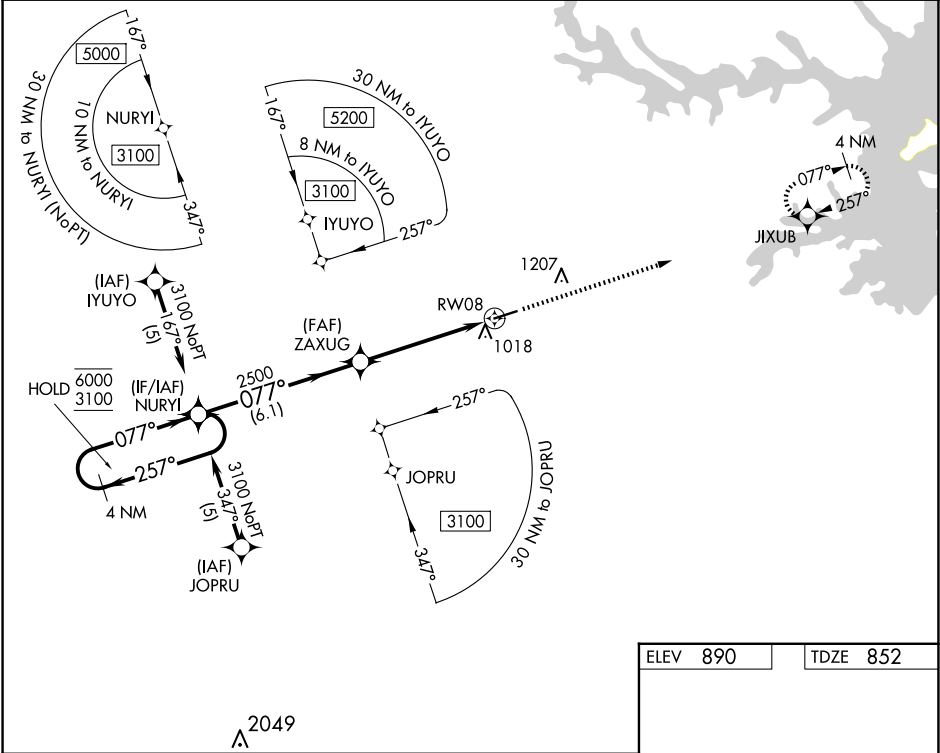 167°
5000
30 NM to NURYI (NoPT)
10 NM to NURYI
NURYI
3100
347°
30 NM to IYUYO
167°
5200
8 NM to IYUYO
3100
IYUYO
257°
4 NM
077°
257°
JIXUB
(IAF)
IYUYO
3100 NoPT
167°
(5)
1207
RW08
1018
(FAF)
ZAXUG
HOLD
6000
3100
(IF/IAF)
NURYI
2500
077°
(6.1)
077°
257°
4 NM
3100 NoPT
347°
(5)
(IAF)
JOPRU
257°
JOPRU
3100
347°
30 NM to JOPRU
ELEV 890
TDZE 852
2049